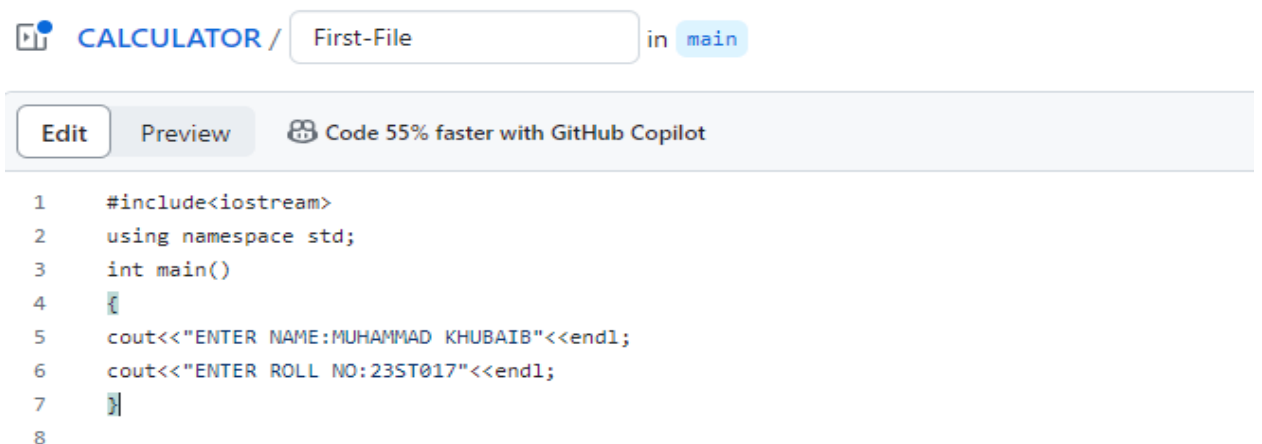 CALCULATOR / First-File in main
Edit Preview Code 55% faster with GitHub Copilot
1 #include<iostream>
2 using namespace std;
3 int main()
4 {
5 cout<<"ENTER NAME:MUHAMMAD KHUBAIB"<<endl;
6 cout<<"ENTER ROLL NO:23ST017"<<endl;
7 }
8